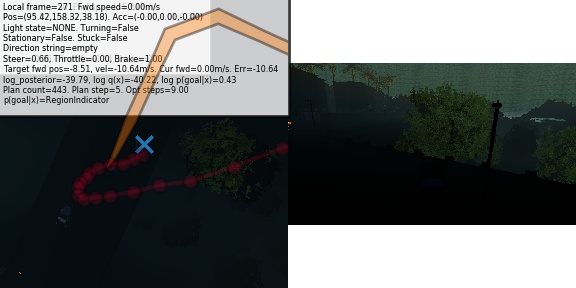 Local frame=271. Fwd speed=0.00m/s
Pos=(95.42,158.32,38.18). Acc=(-0.00,0.00,-0.00)
Light state=NONE. Turning=False
Stationary=False. Stuck=False
Direction string=empty
Steer=0.66, Throttle=0.00, Brake=1.00
Target fwd pos=-8.51, vel=-10.64m/s. Cur fwd=0.00m/s. Err=-10.64
log_posterior=-39.79, log q(x)=-40.22, log p(goal|x)=0.43
Plan count=443. Plan step=5. Opt steps=9.00
p(goal|x)=RegionIndicator